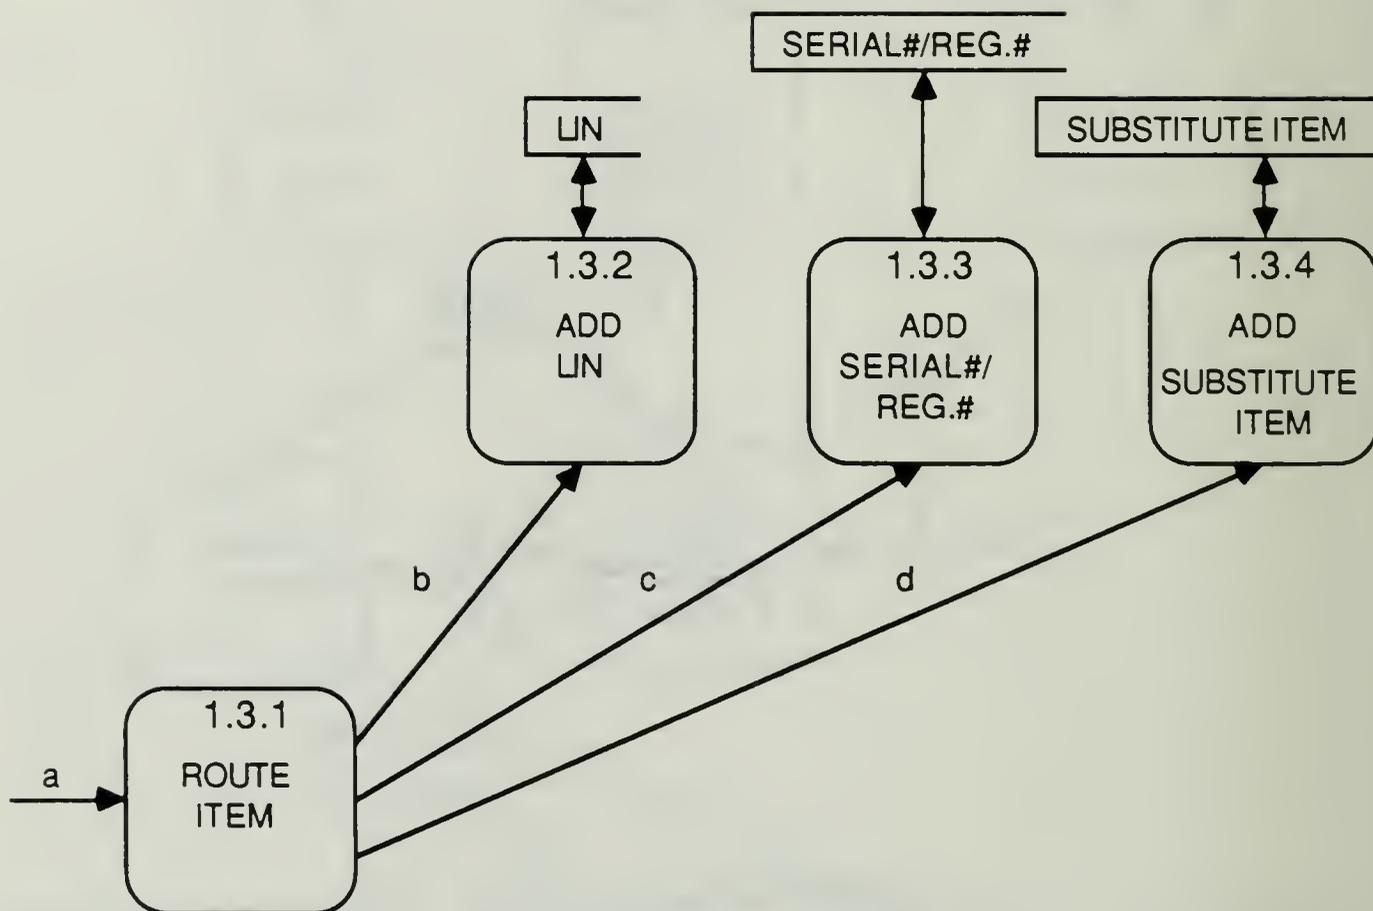 SERIAL#/REG.#
LIN
SUBSTITUTE ITEM
1.3.2
ADD
LIN
1.3.3
ADD
SERIAL#/
REG.#
1.3.4
ADD
SUBSTITUTE
ITEM
b
c
d
1.3.1
ROUTE
ITEM
a